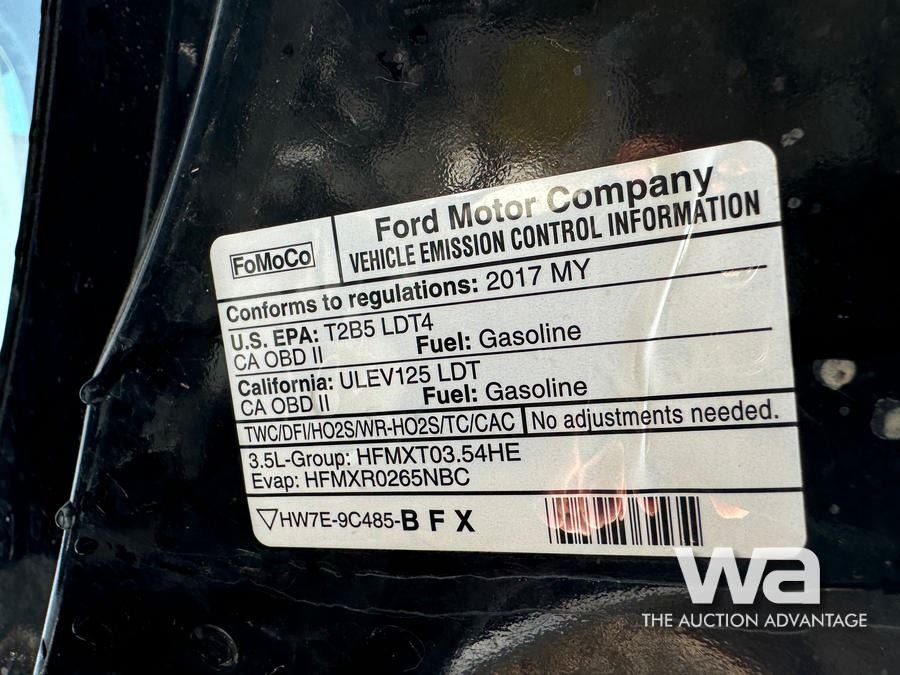 FoMoCo
Ford Motor Company
VEHICLE EMISSION CONTROL INFORMATION
Conforms to regulations: 2017 MY
U.S. EPA: T2B5 LDT4
CA OBD II Fuel: Gasoline
California: ULEV125 LDT
CA OBD II Fuel: Gasoline
TWC/DFI/HO2S/WR-HO2S/TC/CAC No adjustments needed.
3.5L-Group: HFMXT03.54HE
Evap: HFMXR0265NBC
HW7E-9C485-BFX
wa
THE AUCTION ADVANTAGE